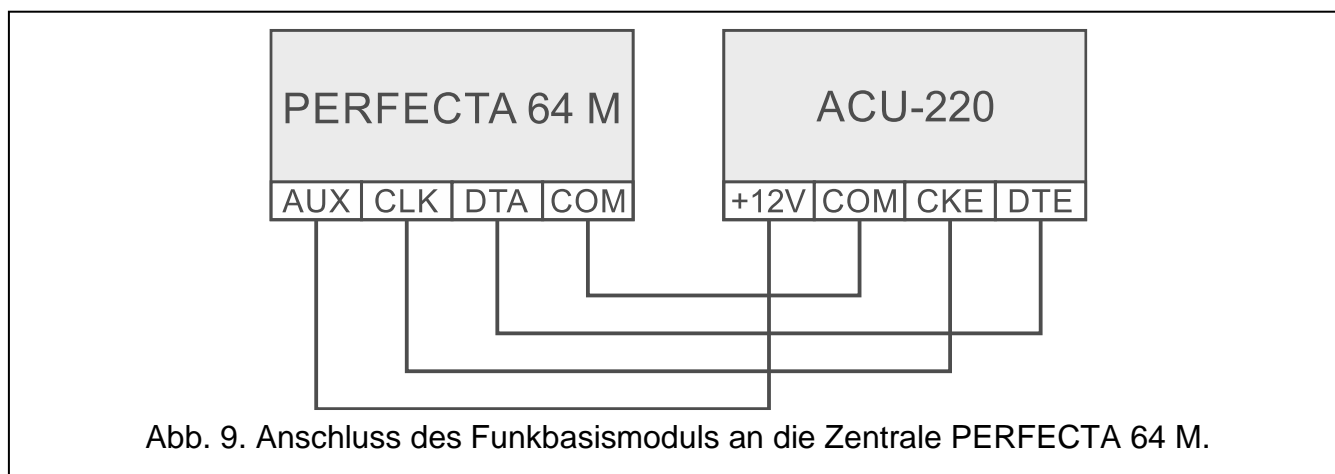 PERFECTA 64 M
AUX CLK DTA COM
ACU-220
+12V COM CKE DTE
Abb. 9. Anschluss des Funkbasismoduls an die Zentrale PERFECTA 64 M.